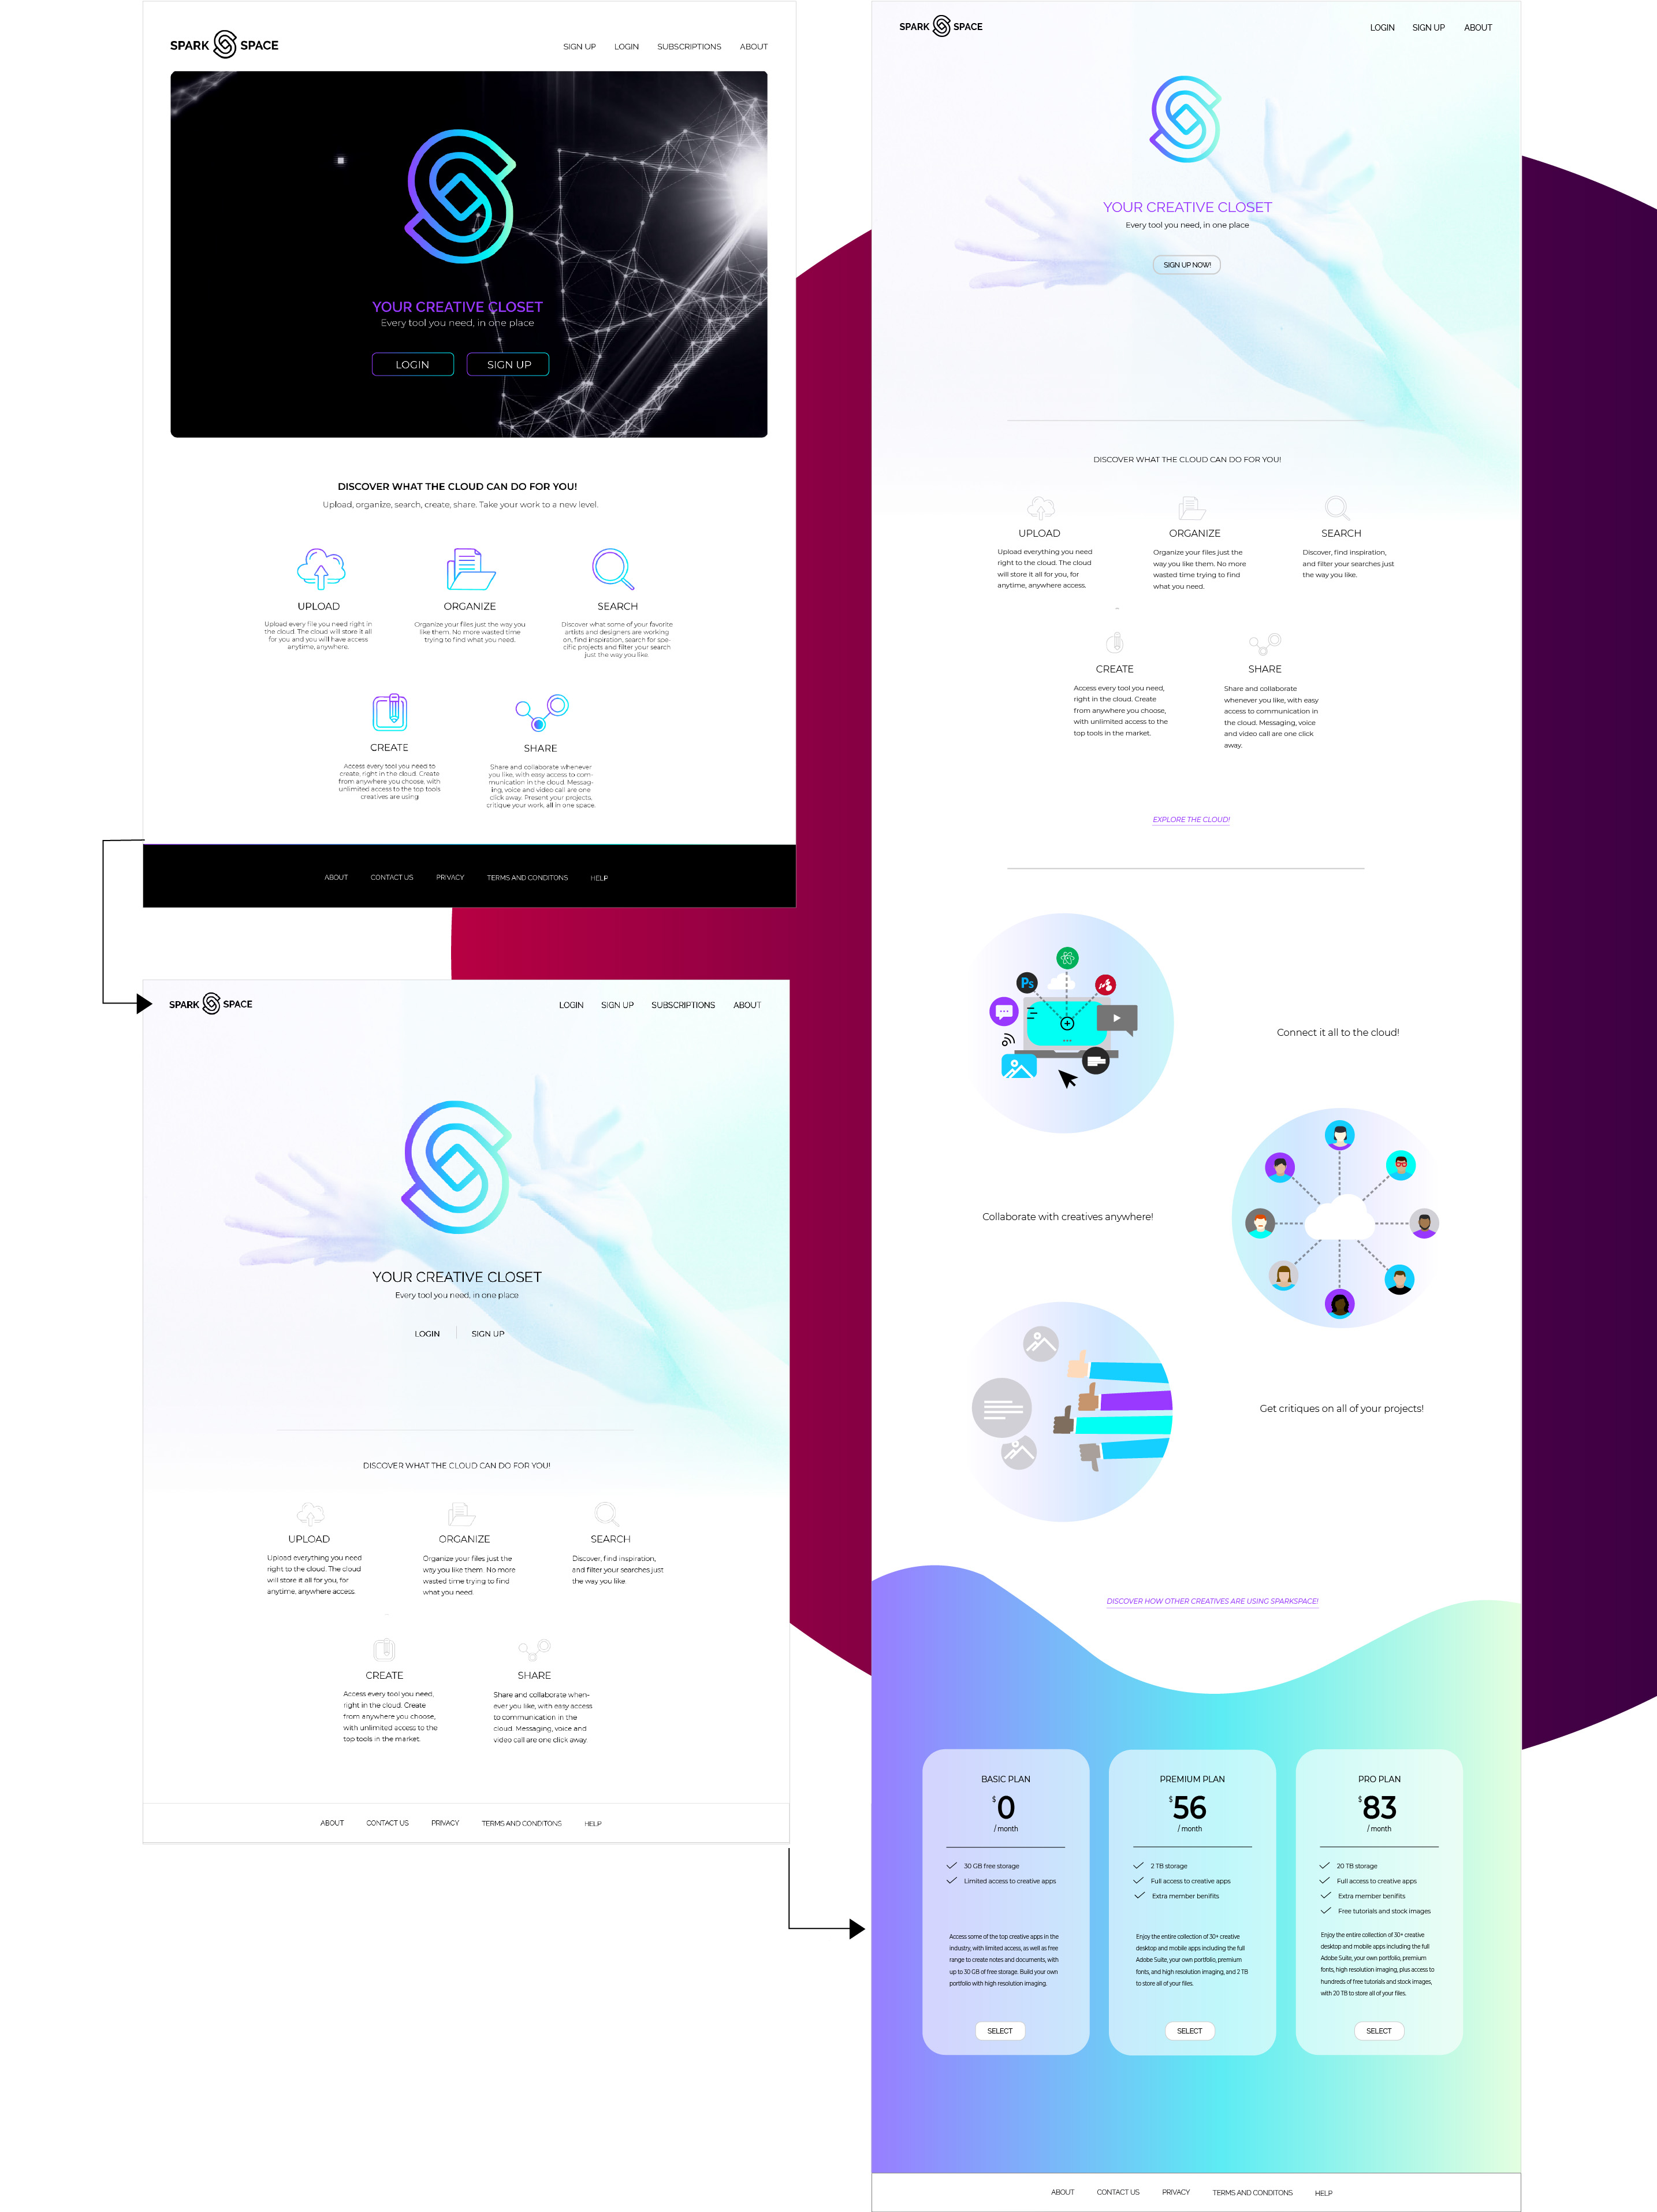 SPARK SPACE
SIGN UP LOGIN SUBSCRIPTIONS ABOUT
YOUR CREATIVE CLOSET
Every tool you need, in one place
LOGIN SIGN UP
DISCOVER WHAT THE CLOUD CAN DO FOR YOU!
Upload, organize, search, create, share. Take your work to a new level.
UPLOAD
Upload every file you need right in
the cloud. The cloud will store it all
for you and you will have access
anytime, anywhere.
ORGANIZE
Organize your files just the way you
like them. No more wasted time
trying to find what you need.
SEARCH
Discover what some of your favorite
artists and designers are working
on, find inspiration, search for spe-
cific projects and filter your search
just the way you like.
CREATE
Access every tool you need to
create, right in the cloud. Create
from anywhere you choose, with
unlimited access to the top tools
creatives are using
SHARE
Share and collaborate whenever
you like, with easy access to com-
munication in the cloud. Messag-
ing, voice and video call are one
click away. Present your projects,
critique your work, all in one space.
ABOUT CONTACT US PRIVACY TERMS AND CONDITONS HELP
SPARK SPACE
LOGIN SIGN UP SUBSCRIPTIONS ABOUT
YOUR CREATIVE CLOSET
Every tool you need, in one place
LOGIN SIGN UP
DISCOVER WHAT THE CLOUD CAN DO FOR YOU!
UPLOAD
Upload everything you need
right to the cloud. The cloud
will store it all for you, for
anytime, anywhere access.
ORGANIZE
Organize your files just the
way you like them. No more
wasted time trying to find
what you need.
SEARCH
Discover, find inspiration,
and filter your searches just
the way you like.
CREATE
Access every tool you need,
right in the cloud. Create
from anywhere you choose,
with unlimited access to the
top tools in the market.
SHARE
Share and collaborate when-
ever you like, with easy access
to communication in the
cloud. Messaging, voice and
video call are one click away.
ABOUT CONTACT US PRIVACY TERMS AND CONDITONS HELP
SPARK SPACE
LOGIN SIGN UP ABOUT
YOUR CREATIVE CLOSET
Every tool you need, in one place
SIGN UP NOW!
DISCOVER WHAT THE CLOUD CAN DO FOR YOU!
UPLOAD
Upload everything you need
right to the cloud. The cloud
will store it all for you, for
anytime, anywhere access.
ORGANIZE
Organize your files just the
way you like them. No more
wasted time trying to find
what you need.
SEARCH
Discover, find inspiration,
and filter your searches just
the way you like.
CREATE
Access every tool you need,
right in the cloud. Create
from anywhere you choose,
with unlimited access to the
top tools in the market.
SHARE
Share and collaborate
whenever you like, with easy
access to communication in
the cloud. Messaging, voice
and video call are one click
away.
EXPLORE THE CLOUD!
Ps
Connect it all to the cloud!
Collaborate with creatives anywhere!
Get critiques on all of your projects!
DISCOVER HOW OTHER CREATIVES ARE USING SPARKSPACE!
BASIC PLAN
$0
/ month
30 GB free storage
Limited access to creative apps
Access some of the top creative apps in the
industry, with limited access, as well as free
range to create notes and documents, with
up to 30 GB of free storage. Build your own
portfolio with high resolution imaging.
SELECT
PREMIUM PLAN
$56
/ month
2 TB storage
Full access to creative apps
Extra member benifits
Enjoy the entire collection of 30+ creative
desktop and mobile apps including the full
Adobe Suite, your own portfolio, premium
fonts, and high resolution imaging, and 2 TB
to store all of your files.
SELECT
PRO PLAN
$83
/ month
20 TB storage
Full access to creative apps
Extra member benifits
Free tutorials and stock images
Enjoy the entire collection of 30+ creative
desktop and mobile apps including the full
Adobe Suite, your own portfolio, premium
fonts, high resolution imaging, plus access to
hundreds of free tutorials and stock images,
with 20 TB to store all of your files.
SELECT
ABOUT CONTACT US PRIVACY TERMS AND CONDITONS HELP